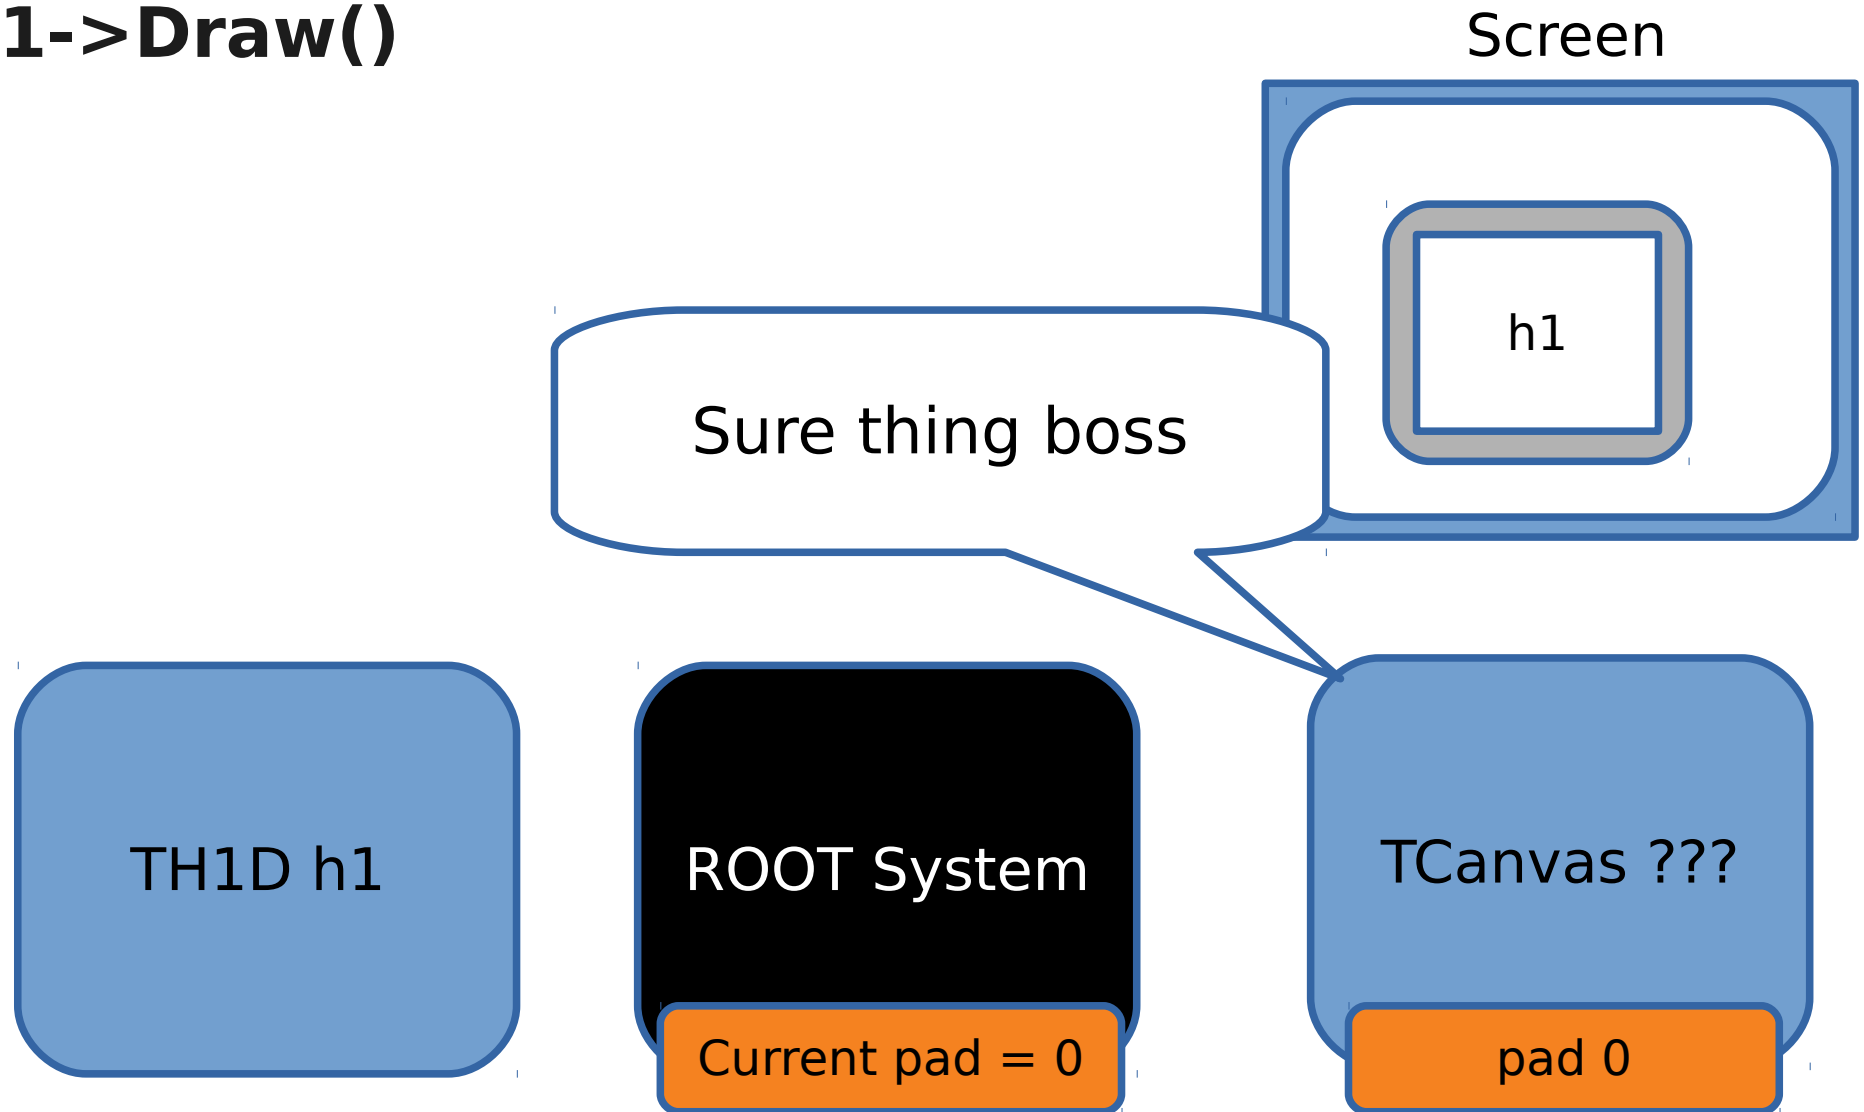 1->Draw()
Screen
h1
Sure thing boss
TH1D h1
ROOT System
TCanvas ???
Current pad = 0
pad 0